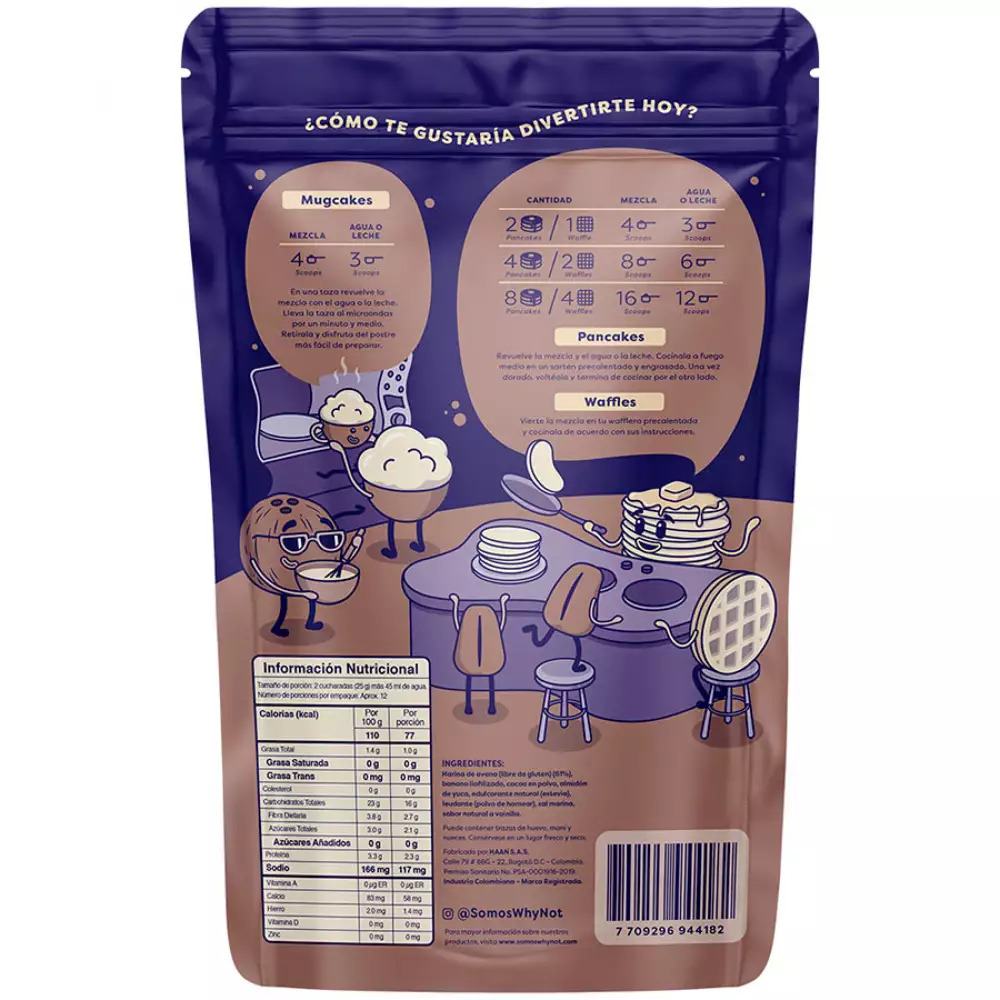 ¿CÓMO TE GUSTARÍA DIVERTIRTE HOY?
Mugcakes
MEZCLA AGUA O LECHE
4 3
Scoops Scoops
En una taza revuelve la
mezcla con el agua o la leche.
Lleva la taza al microondas
por un minuto y medio.
Retírala y disfruta del postre
más fácil de preparar.
CANTIDAD MEZCLA AGUA O LECHE
2 / 1 4 3
Pancakes Waffle Scoops Scoops
4 / 2 8 6
Pancakes Waffles Scoops Scoops
8 / 4 16 12
Pancakes Waffles Scoops Scoops
Pancakes
Revuelve la mezcla y el agua o la leche. Cocínala a fuego
medio en un sartén precalentado y engrasado. Una vez
dorado, voltéalo y termina de cocinar por el otro lado.
Waffles
Vierte la mezcla en tu wafflera precalentada
y cocínala de acuerdo con sus instrucciones.
Información Nutricional
Tamaño de porción: 2 cucharadas (25 g) más 45 ml de agua
Número de porciones por empaque: Aprox. 12
Calorías (kcal) Por 100 g Por porción
110 77
Grasa Total 1.4 g 1.0 g
Grasa Saturada 0 g 0 g
Grasa Trans 0 mg 0 mg
Colesterol 0 g 0 g
Carbohidratos Totales 23 g 16 g
Fibra Dietaria 3.8 g 2.7 g
Azúcares Totales 3.0 g 2.1 g
Azúcares Añadidos 0 g 0 g
Proteína 3.3 g 2.3 g
Sodio 166 mg 117 mg
Vitamina A 0 µg ER 0 µg ER
Calcio 83 mg 58 mg
Hierro 2.0 mg 1.4 mg
Vitamina D 0 mg 0 mg
Zinc 0 mg 0 mg
INGREDIENTES:
Harina de avena (libre de gluten) (61%),
banano liofilizado, cocoa en polvo, almidón
de yuca, edulcorante natural (estevia),
leudante (polvo de hornear), sal marina,
sabor natural a vainilla.
Puede contener trazas de huevo, maní y
nueces. Consérvese en un lugar fresco y seco.
Fabricado por HAAN S.A.S.
Calle 79 # 68G - 22, Bogotá D.C - Colombia.
Permiso Sanitario No. PSA-0001916-2019.
Industria Colombiana - Marca Registrada.
@SomosWhyNot
Para mayor información sobre nuestros
productos, visita www.somoswhynot.com
7 709296 944182